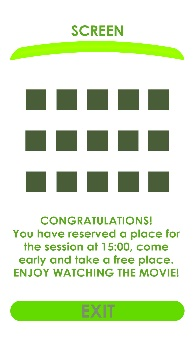 SCREEN
CONGRATULATIONS!
You have reserved a place for
the session at 15:00, come
early and take a free place.
ENJOY WATCHING THE MOVIE!
EXIT